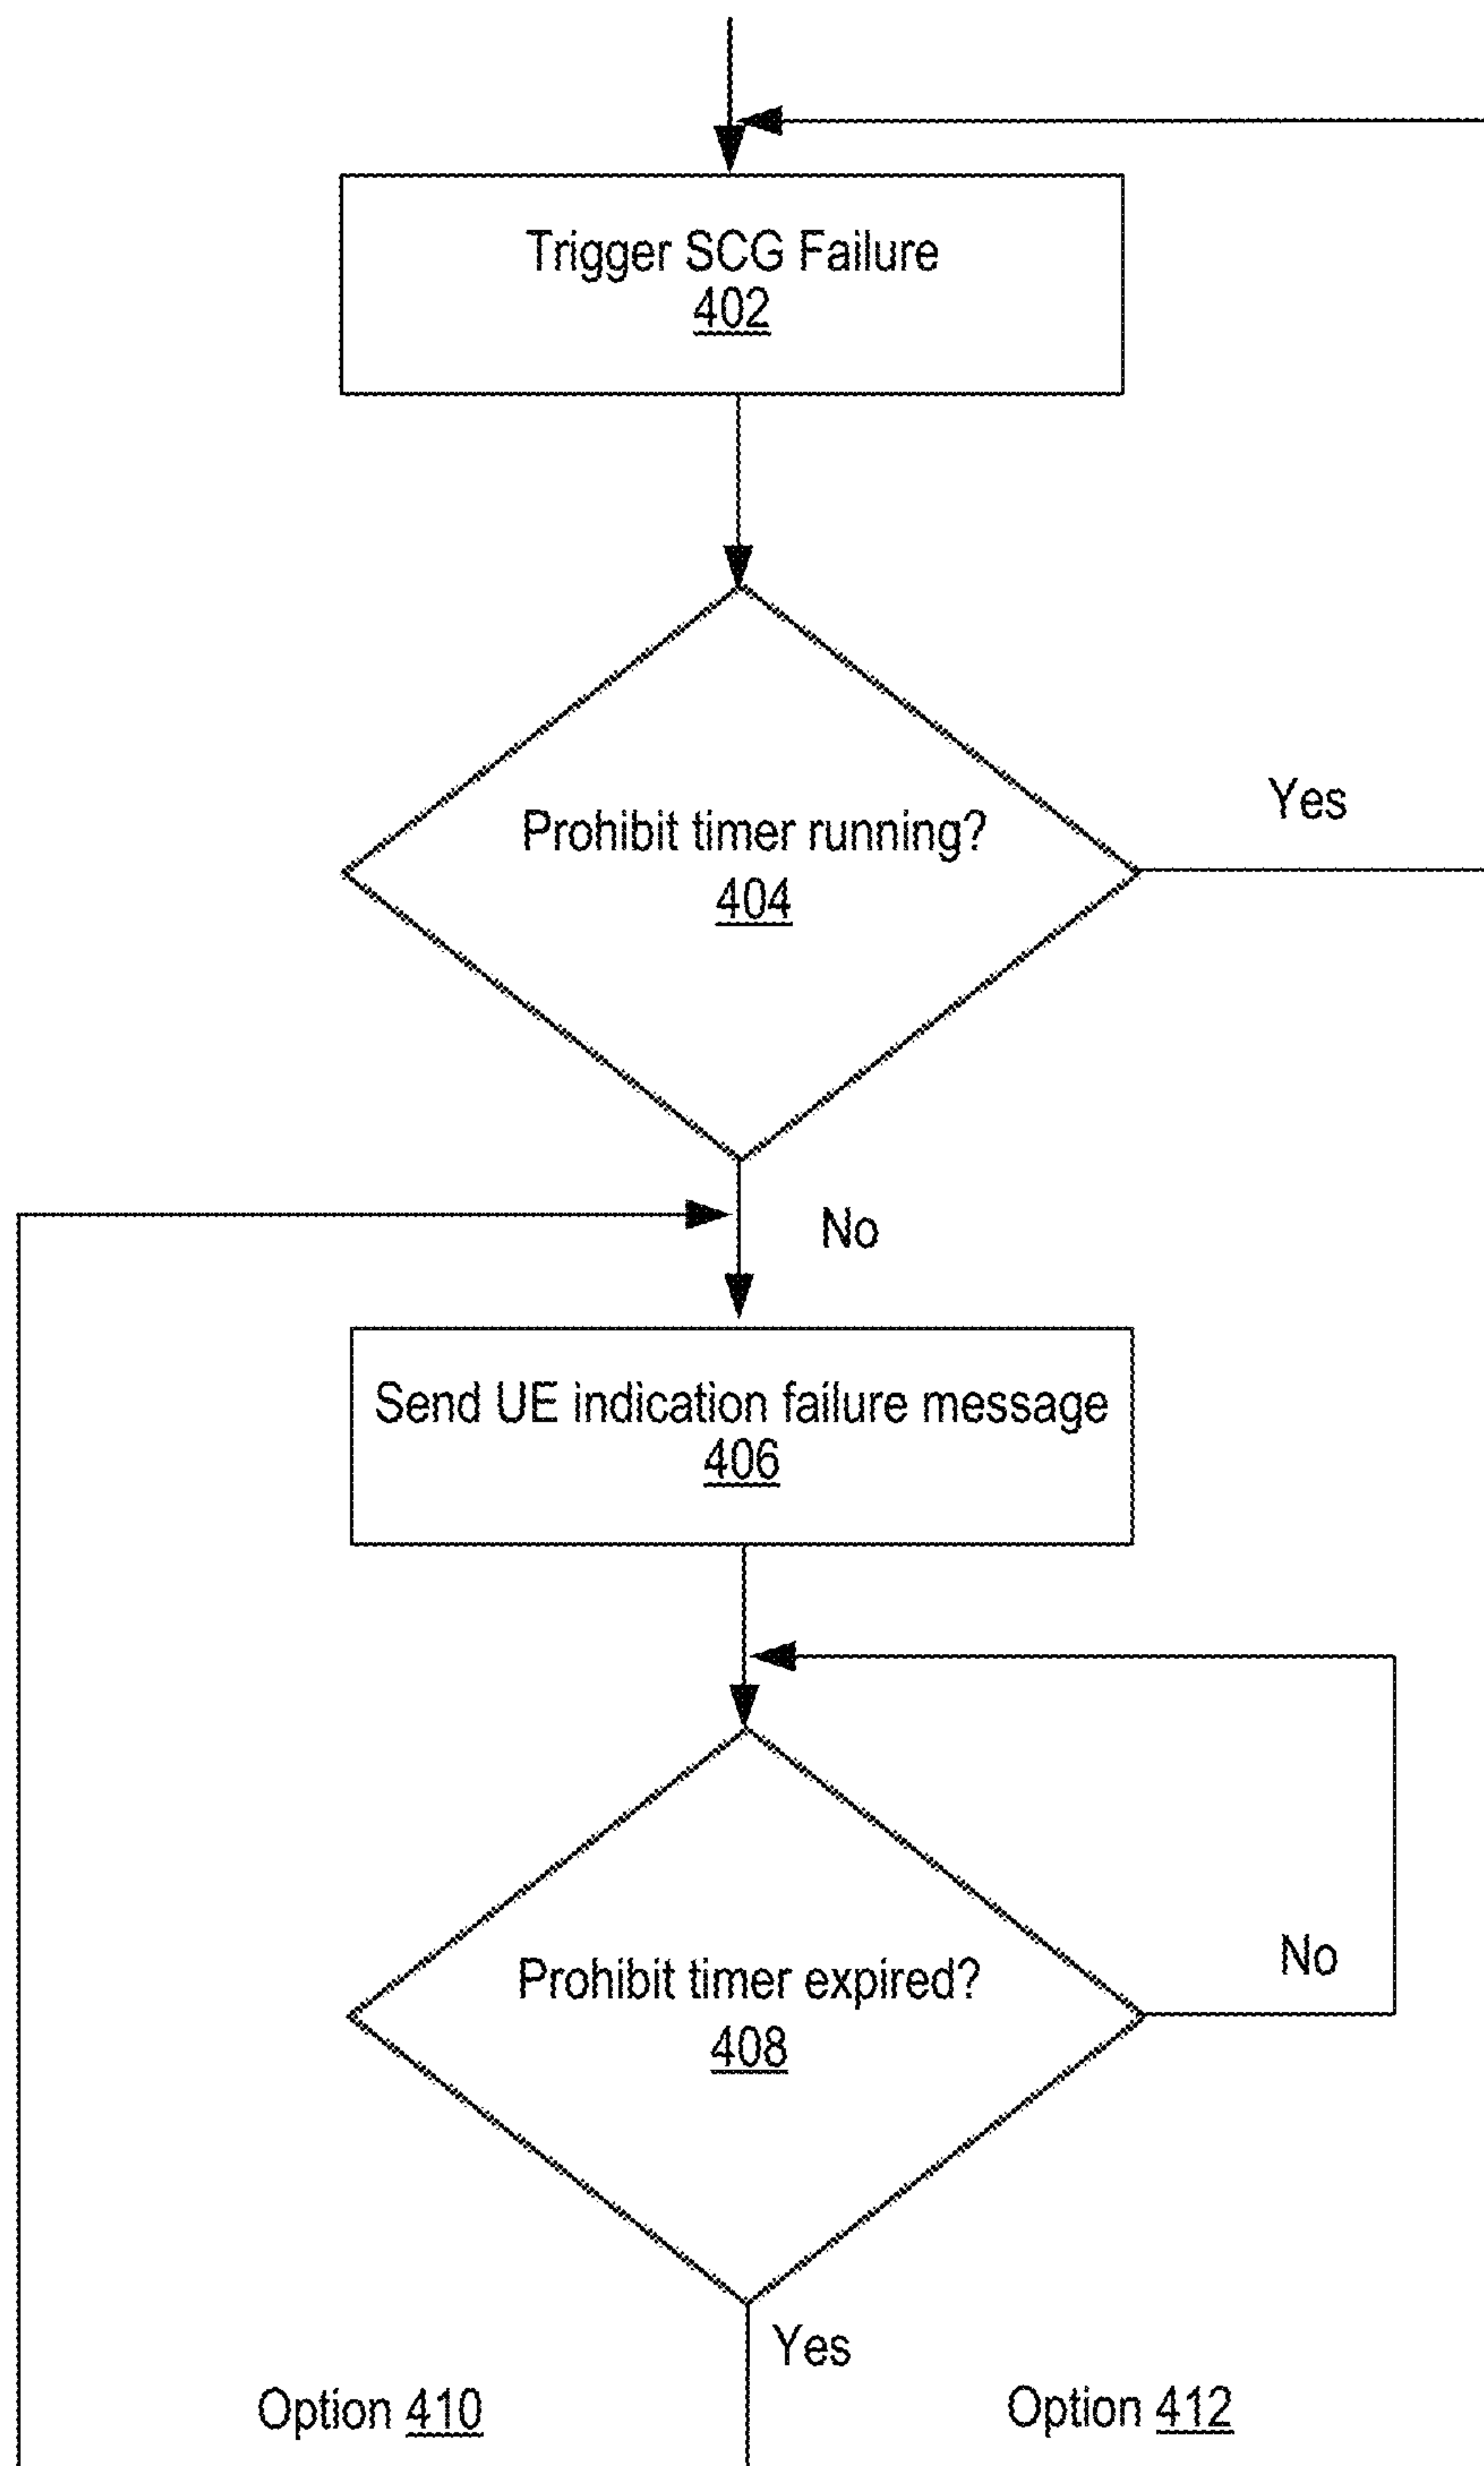 Trigger SCG Failure
402
Prohibit timer running?
404
Yes
No
Send UE indication failure message
406
Prohibit timer expired?
408
No
Yes
Option 410
Option 412